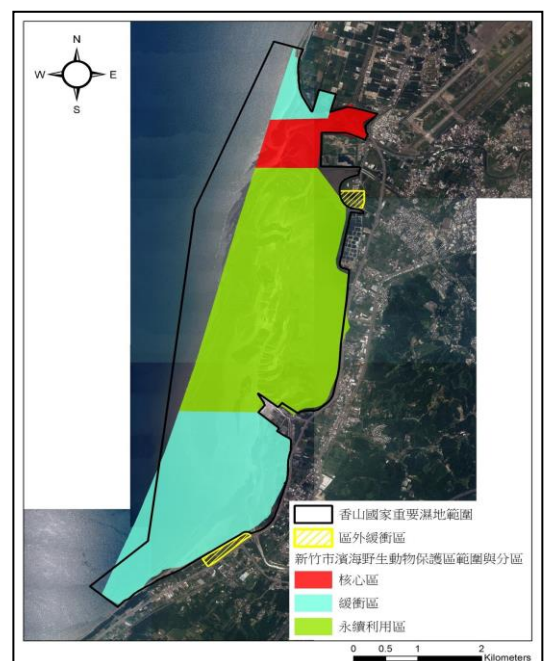 N
W E
S
香山國家重要濕地範圍
區外緩衝區
新竹市濱海野生動物保護區範圍與分區
核心區
緩衝區
永續利用區
0 0.5 1 2
Kilometers